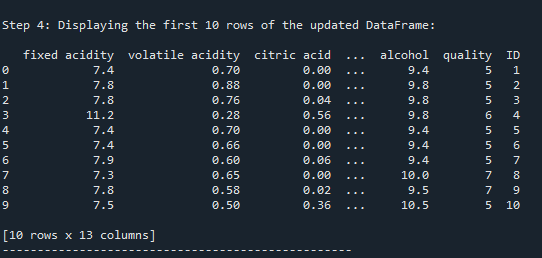 Step 4: Displaying the first 10 rows of the updated DataFrame:
   fixed acidity  volatile acidity  citric acid  ...  alcohol  quality  ID
0            7.4              0.70         0.00  ...      9.4        5   1
1            7.8              0.88         0.00  ...      9.8        5   2
2            7.8              0.76         0.04  ...      9.8        5   3
3           11.2              0.28         0.56  ...      9.8        6   4
4            7.4              0.70         0.00  ...      9.4        5   5
5            7.4              0.66         0.00  ...      9.4        5   6
6            7.9              0.60         0.06  ...      9.4        5   7
7            7.3              0.65         0.00  ...     10.0        7   8
8            7.8              0.58         0.02  ...      9.5        7   9
9            7.5              0.50         0.36  ...     10.5        5  10
[10 rows x 13 columns]
--------------------------------------------------